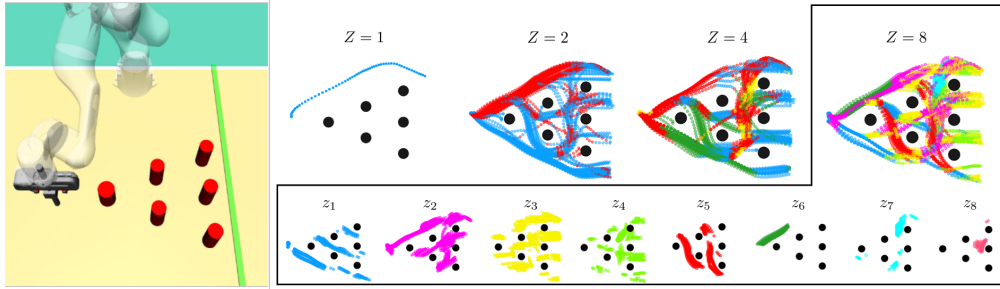 Z = 1
Z = 2
Z = 4
Z = 8
z₁
z₂
z₃
z₄
z₅
z₆
z₇
z₈